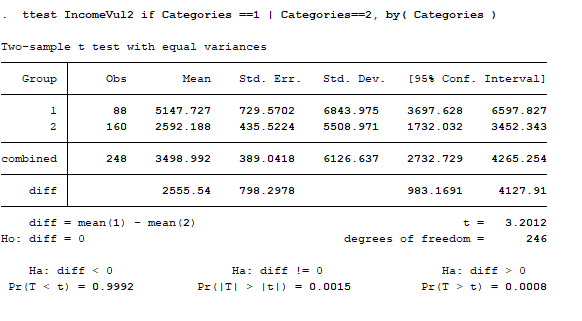 . ttest IncomeVul2 if Categories ==1 | Categories==2, by( Categories )
Two-sample t test with equal variances
Group Obs Mean Std. Err. Std. Dev. [95% Conf. Interval]
1 88 5147.727 729.5702 6843.975 3697.628 6597.827
2 160 2592.188 435.5224 5508.971 1732.032 3452.343
combined 248 3498.992 389.0418 6126.637 2732.729 4265.254
diff 2555.54 798.2978 983.1691 4127.91
diff = mean(1) - mean(2) t = 3.2012
Ho: diff = 0 degrees of freedom = 246
Ha: diff < 0 Ha: diff != 0 Ha: diff > 0
Pr(T < t) = 0.9992 Pr(|T| > |t|) = 0.0015 Pr(T > t) = 0.0008